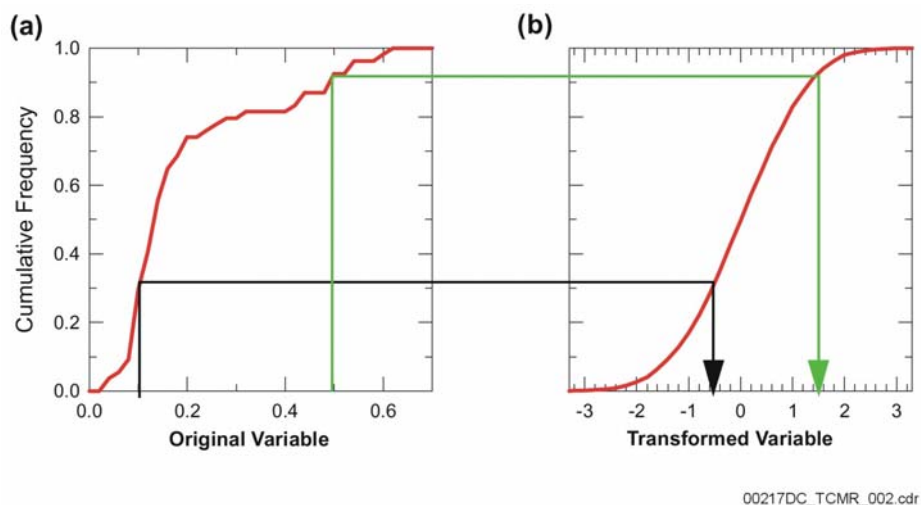 (a)
(b)
Cumulative Frequency
1.0
0.8
0.6
0.4
0.2
0.0
0.0 0.2 0.4 0.6
-3 -2 -1 0 1 2 3
Original Variable
Transformed Variable
00217DC_TCMR_002.cdr